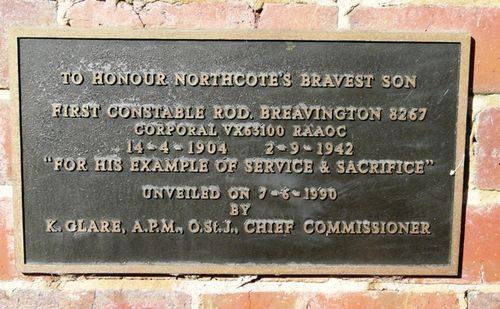 TO HONOUR NORTHCOTE'S BRAVEST SON
FIRST CONSTABLE ROD. BREAVINGTON 8267
CORPORAL VX63100 RAAOC
14-4-1904 2-9-1942
"FOR HIS EXAMPLE OF SERVICE & SACRIFICE"
UNVEILED ON 7-6-1990
BY
K. GLARE, A.P.M., O.St.J., CHIEF COMMISSIONER